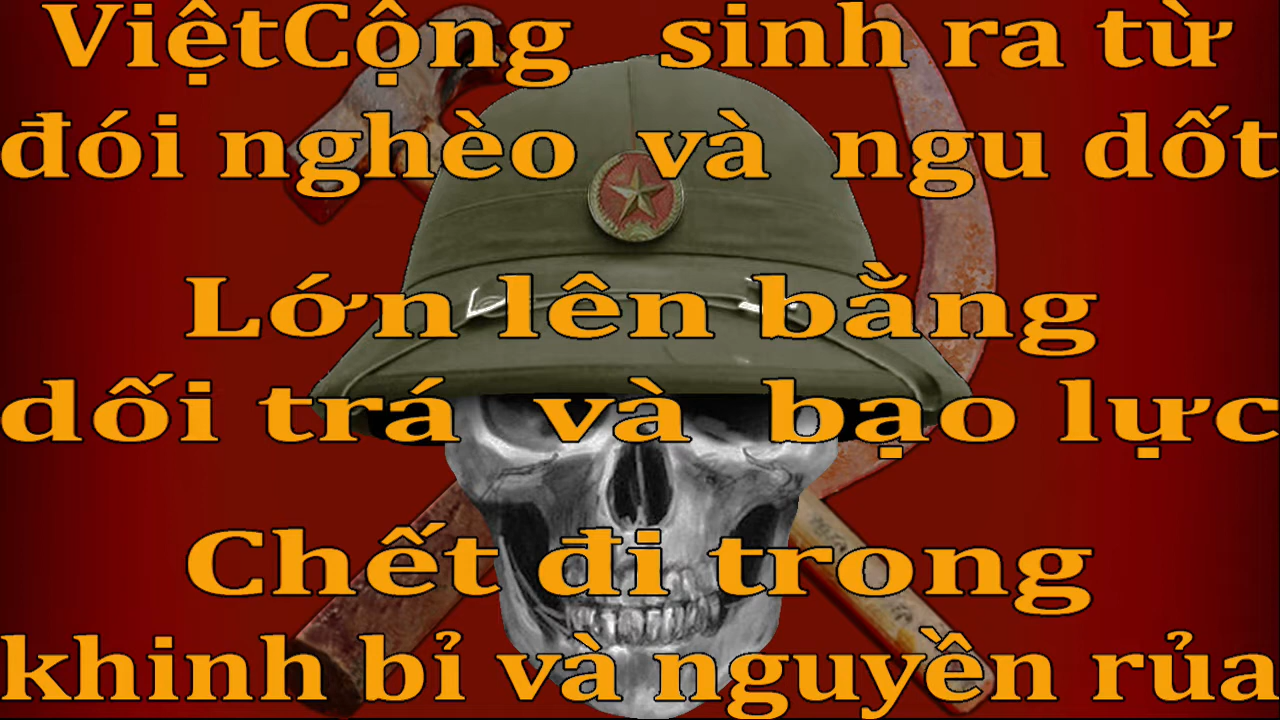 ViệtCộng sinh ra từ
đói nghèo và ngu dốt
Lớn lên bằng
dối trá và bạo lực
Chết đi trong
khinh bỉ và nguyền rủa